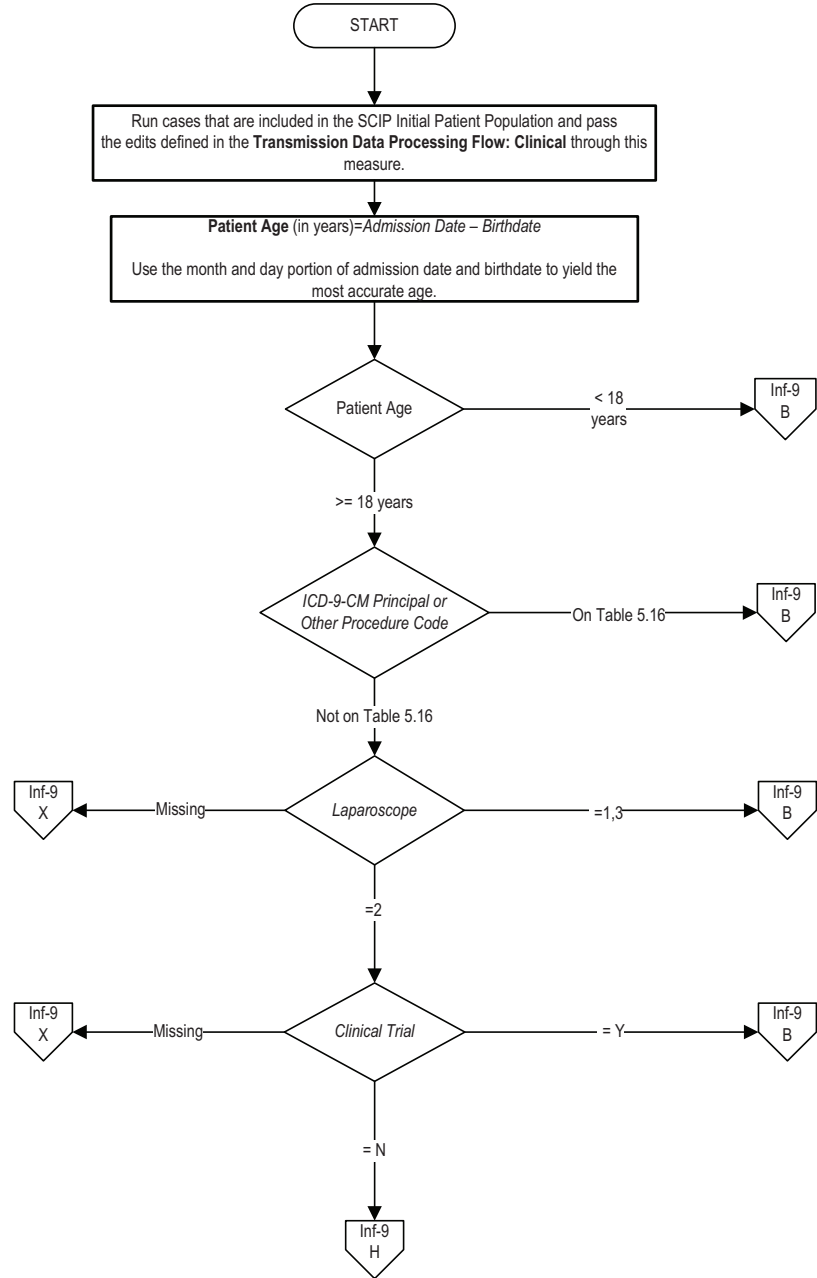 START
Run cases that are included in the SCIP Initial Patient Population and pass
the edits defined in the Transmission Data Processing Flow: Clinical through this
measure.
Patient Age (in years)=Admission Date – Birthdate
Use the month and day portion of admission date and birthdate to yield the
most accurate age.
Patient Age
< 18
years
Inf-9
B
>= 18 years
ICD-9-CM Principal or
Other Procedure Code
On Table 5.16
Inf-9
B
Not on Table 5.16
Inf-9
X
Missing
Laparoscope
=1,3
Inf-9
B
=2
Inf-9
X
Missing
Clinical Trial
= Y
Inf-9
B
= N
Inf-9
H